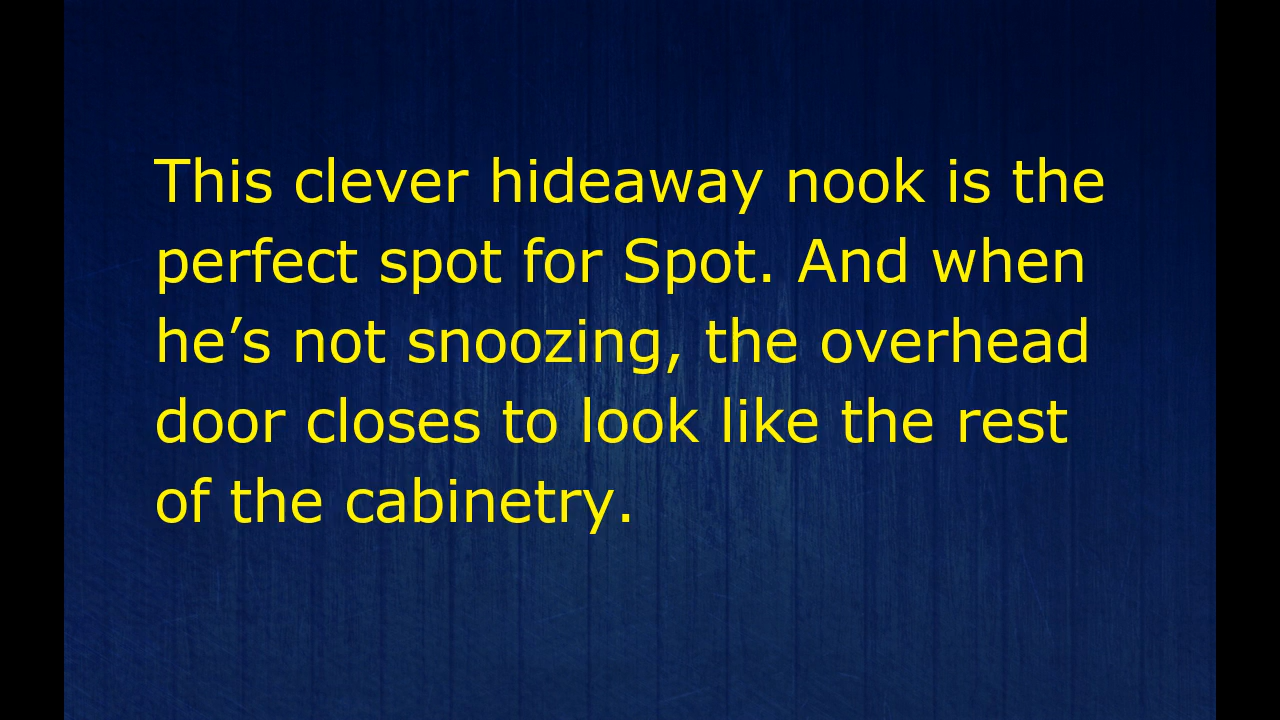 This clever hideaway nook is the
perfect spot for Spot. And when
he’s not snoozing, the overhead
door closes to look like the rest
of the cabinetry.